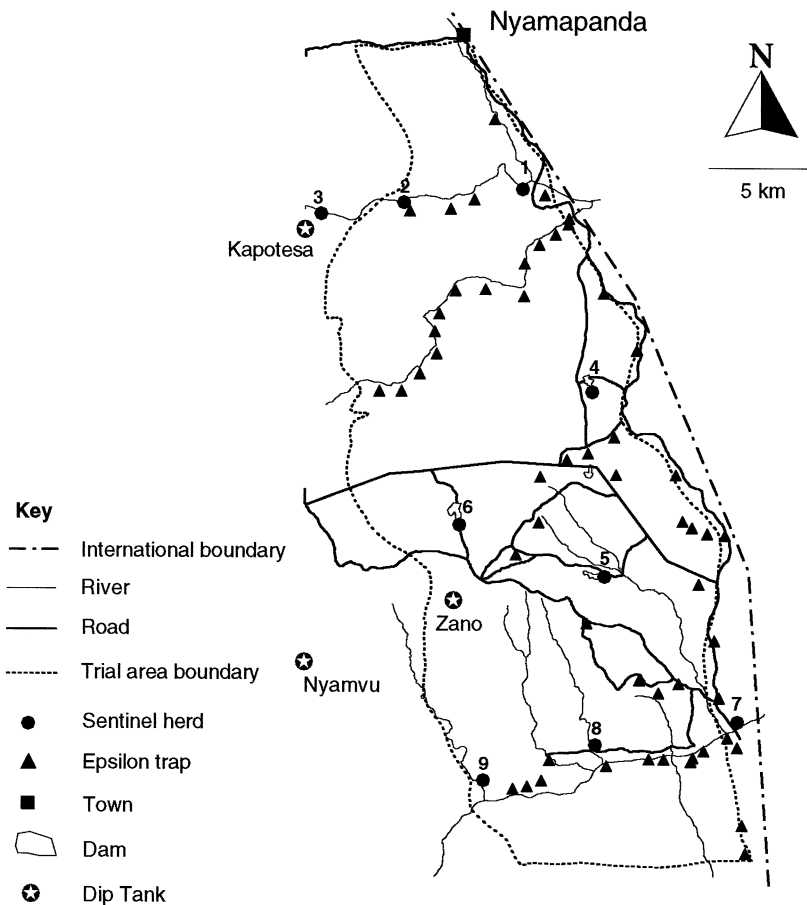 Nyamapanda
N
5 km
1
2
3
Kapotesa
4
6
5
Zano
Nyamvu
7
8
9
Key
International boundary
River
Road
Trial area boundary
Sentinel herd
Epsilon trap
Town
Dam
Dip Tank